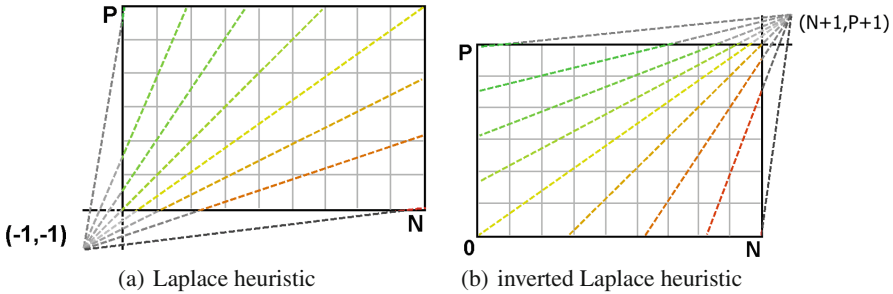 P
(-1,-1)
N
(a) Laplace heuristic
(N+1,P+1)
P
0
N
(b) inverted Laplace heuristic